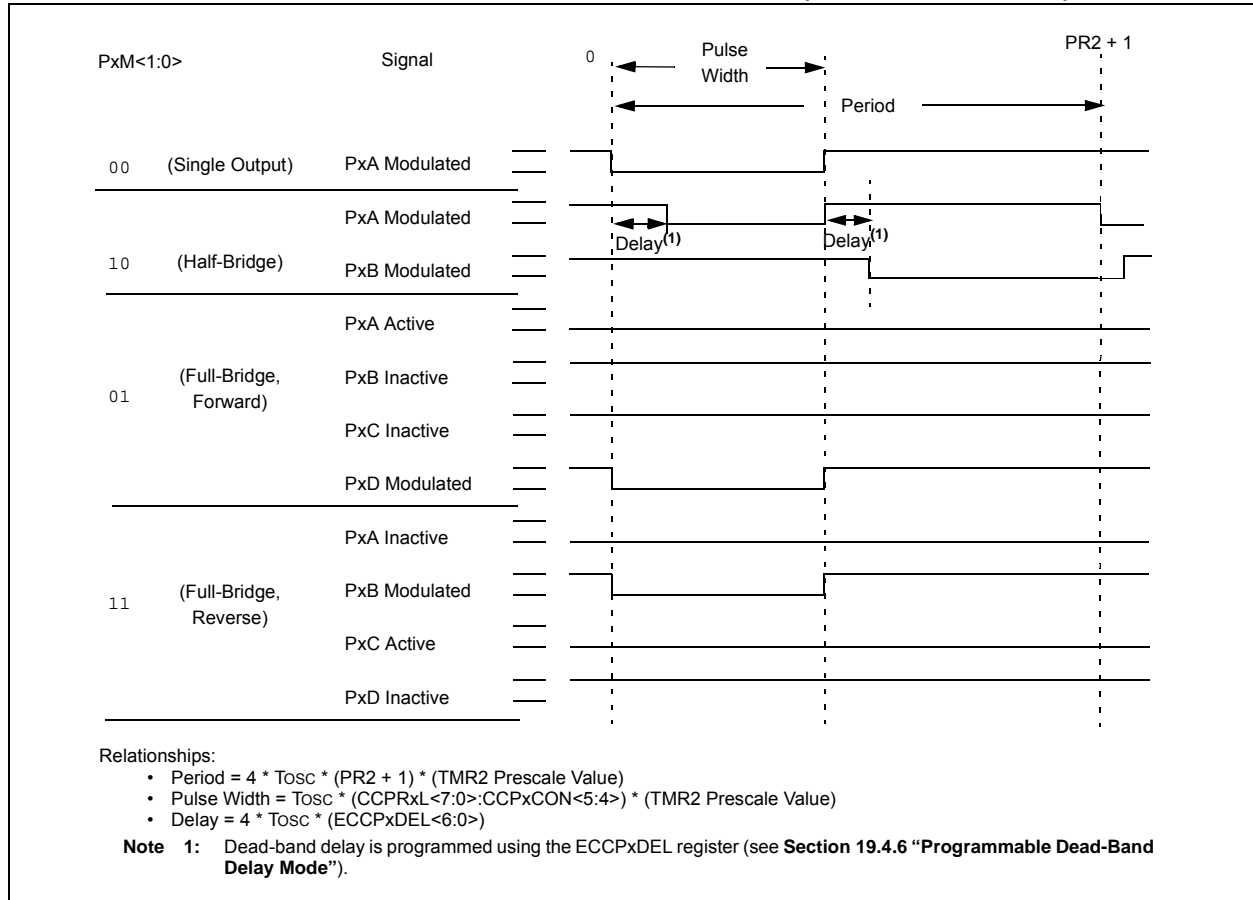 PxM<1:0> Signal 0 Pulse Width PR2 + 1
Period
00 (Single Output) PxA Modulated
PxA Modulated
Delay(1) Delay(1)
10 (Half-Bridge) PxB Modulated
PxA Active
01 (Full-Bridge, Forward) PxB Inactive
PxC Inactive
PxD Modulated
PxA Inactive
11 (Full-Bridge, Reverse) PxB Modulated
PxC Active
PxD Inactive
Relationships:
• Period = 4 * TOSC * (PR2 + 1) * (TMR2 Prescale Value)
• Pulse Width = TOSC * (CCPRxL<7:0>:CCPxCON<5:4>) * (TMR2 Prescale Value)
• Delay = 4 * TOSC * (ECCPxDEL<6:0>)
Note 1: Dead-band delay is programmed using the ECCPxDEL register (see Section 19.4.6 “Programmable Dead-Band
Delay Mode”).